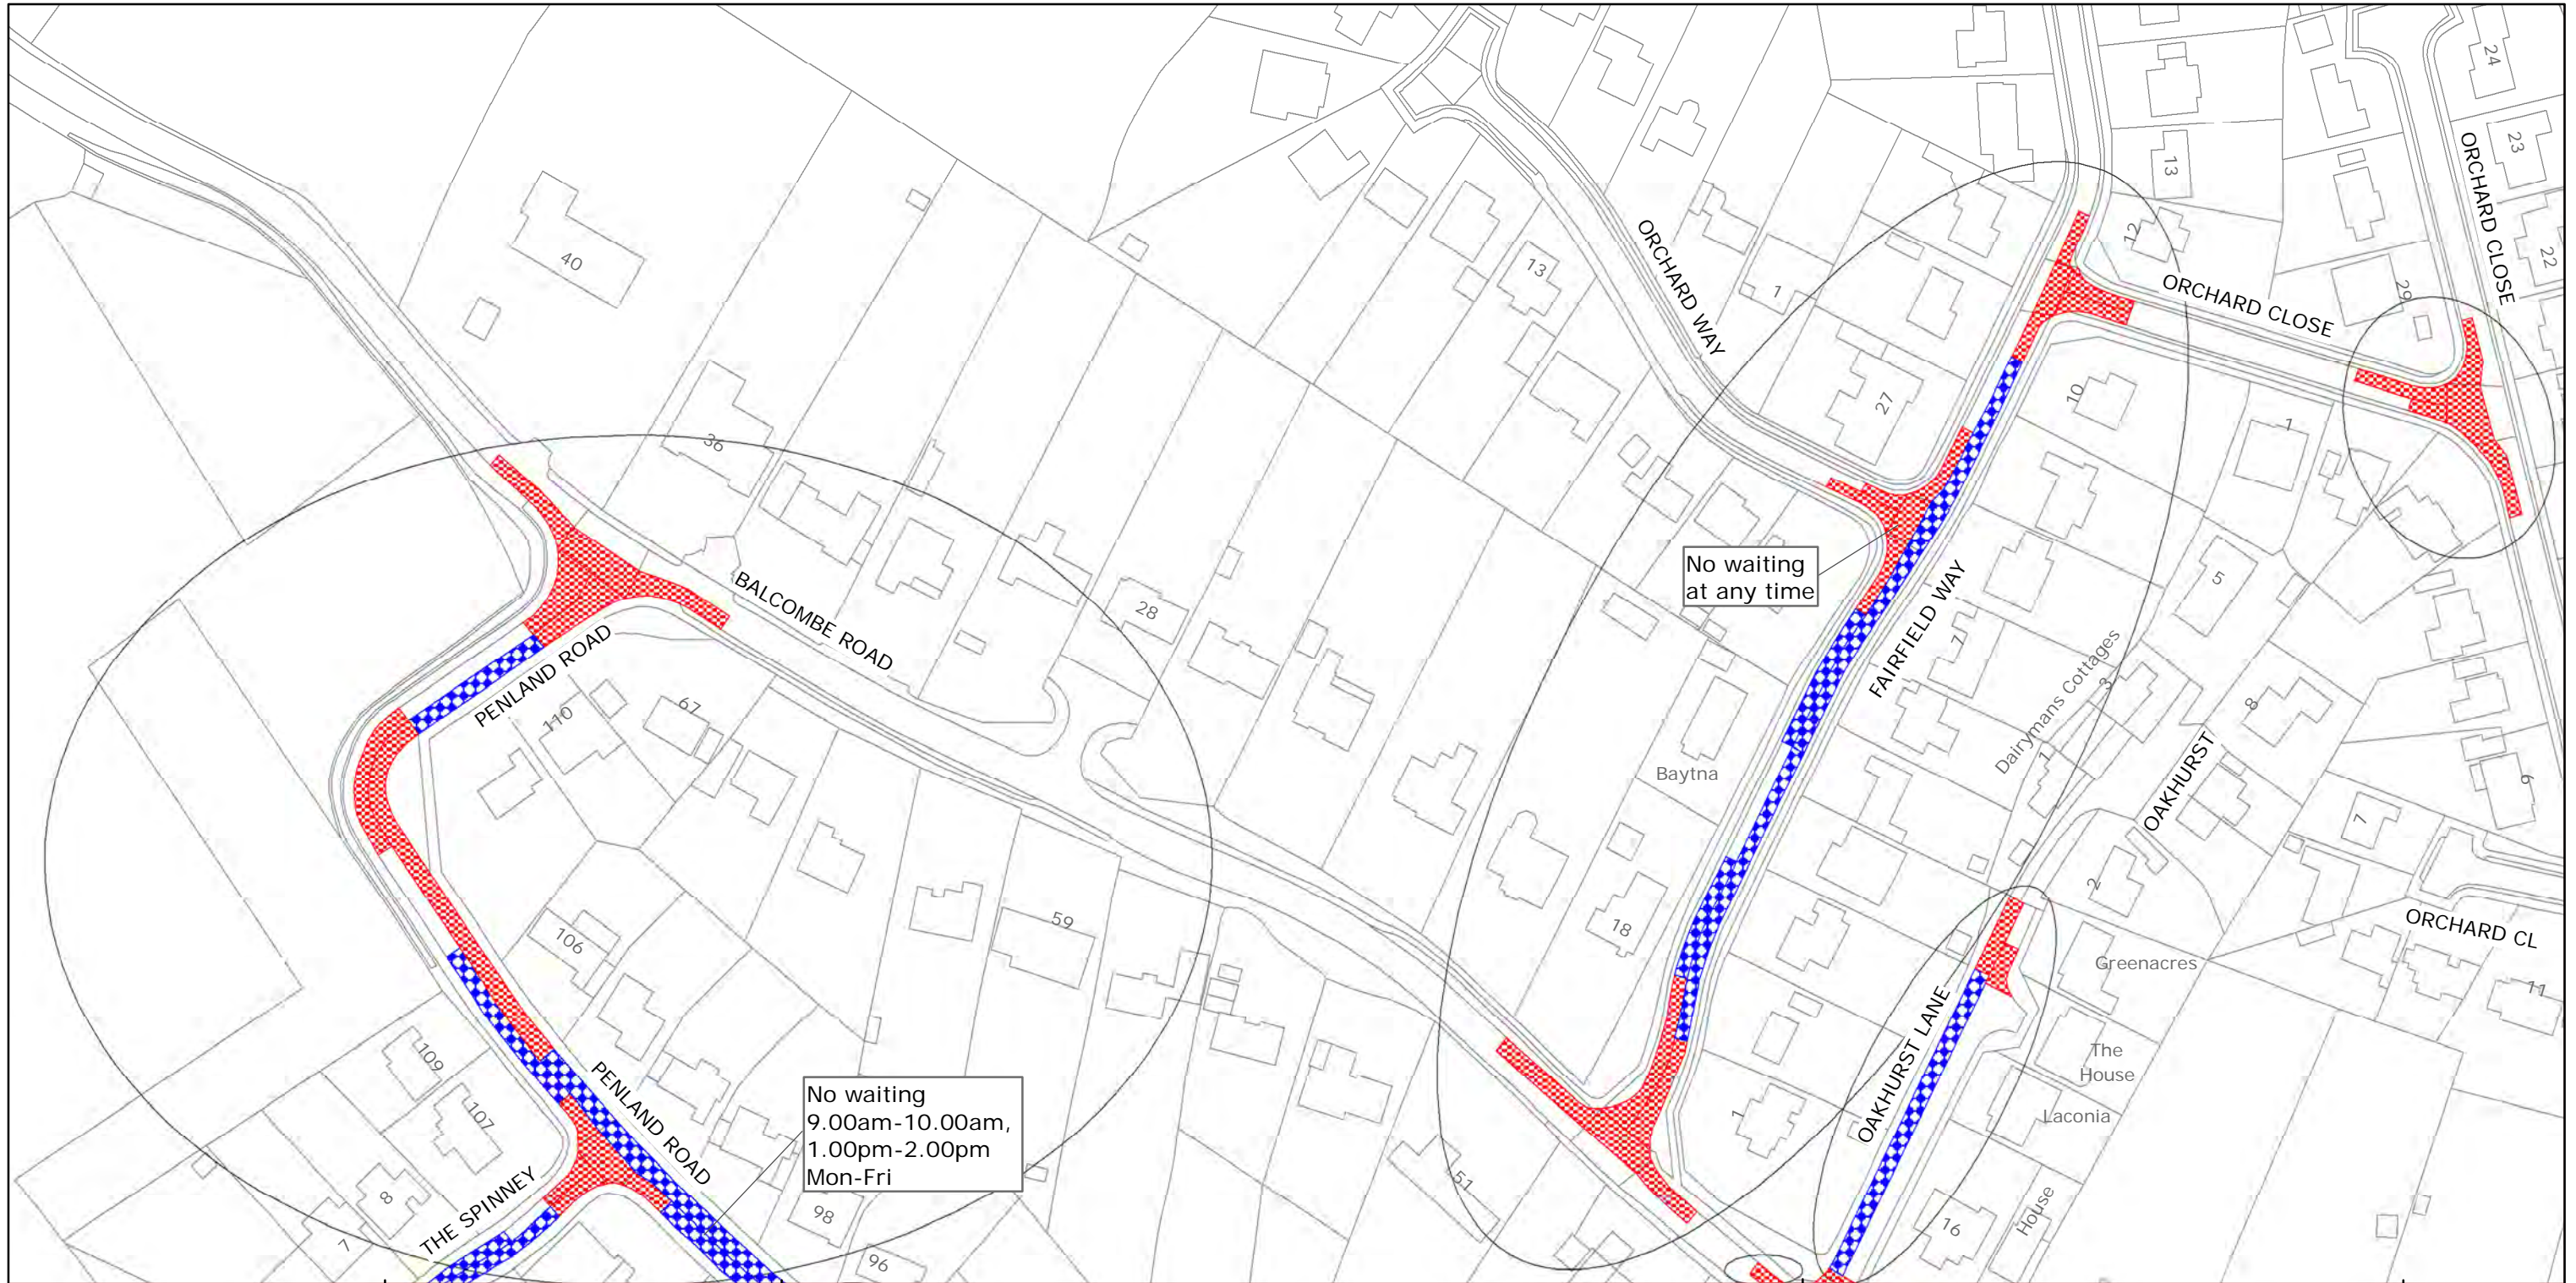 24
23
ORCHARD CLOSE
13
12
22
40
ORCHARD WAY
13
1
ORCHARD CLOSE
29
27
10
36
1
No waiting
at any time
BALCOMBE ROAD
28
5
FAIRFIELD WAY
7
PENLAND ROAD
110
67
Dairymans Cottages
3
1
8
OAKHURST
Baytna
6
7
2
59
18
106
ORCHARD CL
Greenacres
11
OAKHURST LANE
The
House
109
107
PENLAND ROAD
No waiting
9.00am-10.00am,
1.00pm-2.00pm
Mon-Fri
1
Laconia
51
8
THE SPINNEY
7
98
96
16
House